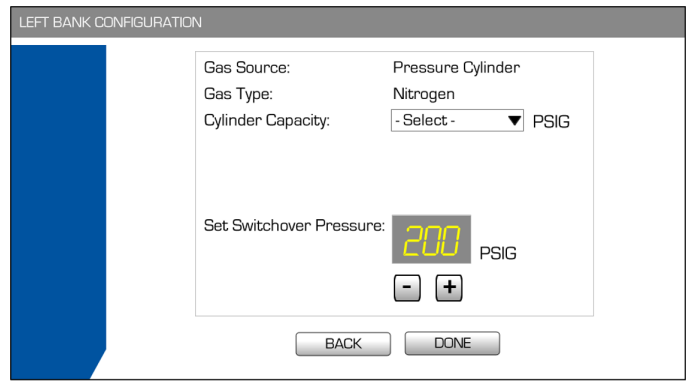 LEFT BANK CONFIGURATION
Gas Source: Pressure Cylinder
Gas Type: Nitrogen
Cylinder Capacity: - Select - PSIG
Set Switchover Pressure: 200 PSIG
- +
BACK DONE